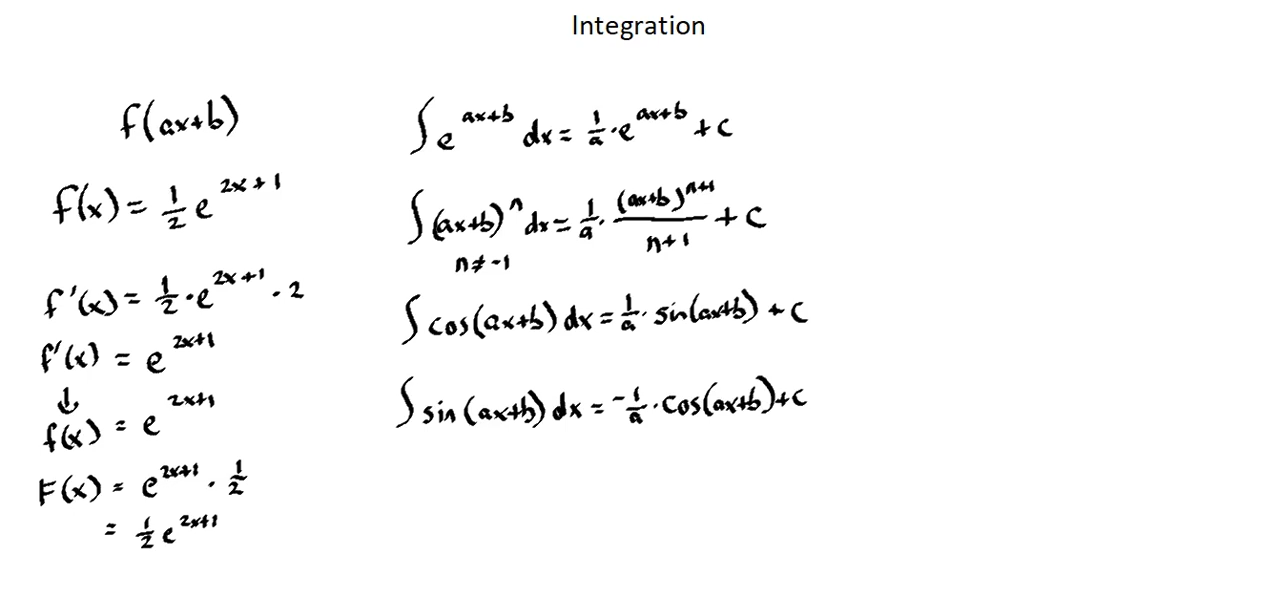 Integration
f(ax+b)
f(x) = 1/2 e^(2x+1)
f'(x) = 1/2 · e^(2x+1) · 2
f'(x) = e^(2x+1)
↓
f(x) = e^(2x+1)
F(x) = e^(2x+1) · 1/2
= 1/2 e^(2x+1)
∫ e^(ax+b) dx = 1/a · e^(ax+b) + c
∫ (ax+b)^n dx = 1/a · (ax+b)^(n+1)/(n+1) + c
n ≠ -1
∫ cos(ax+b) dx = 1/a · sin(ax+b) + c
∫ sin(ax+b) dx = -1/a · cos(ax+b) + c